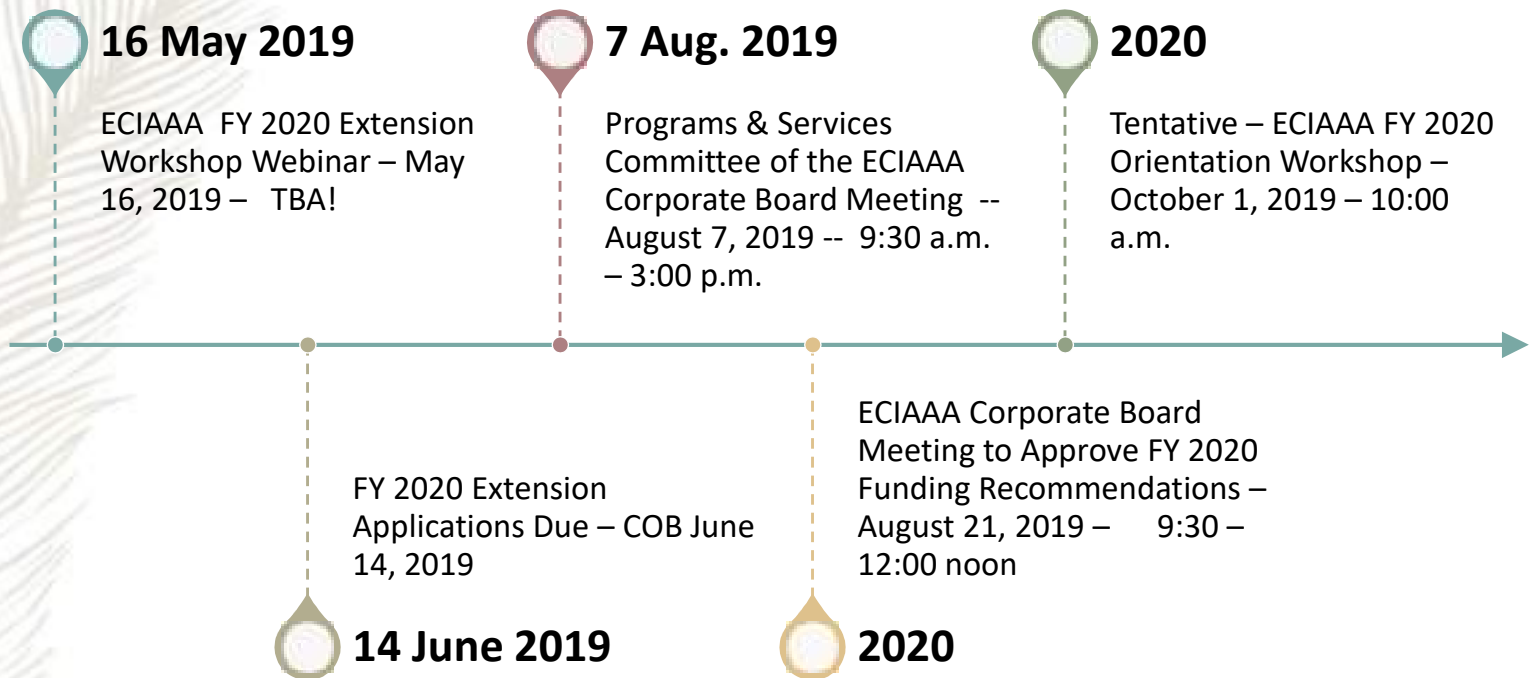 16 May 2019
ECIAAA  FY 2020 Extension
Workshop Webinar – May
16, 2019 –   TBA!
FY 2020 Extension
Applications Due – COB June
14, 2019
14 June 2019
7 Aug. 2019
Programs & Services
Committee of the ECIAAA
Corporate Board Meeting  --
August 7, 2019 --  9:30 a.m.
– 3:00 p.m.
ECIAAA Corporate Board
Meeting to Approve FY 2020
Funding Recommendations –
August 21, 2019 –     9:30 –
12:00 noon
2020
2020
Tentative – ECIAAA FY 2020
Orientation Workshop –
October 1, 2019 – 10:00
a.m.